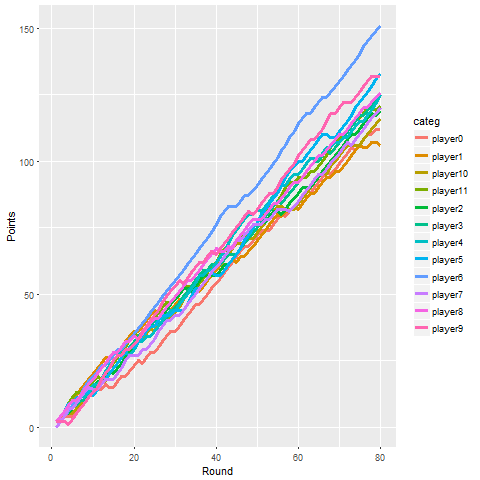 150
100
50
0
Points
0
20
40
60
80
Round
categ
player0
player1
player10
player11
player2
player3
player4
player5
player6
player7
player8
player9